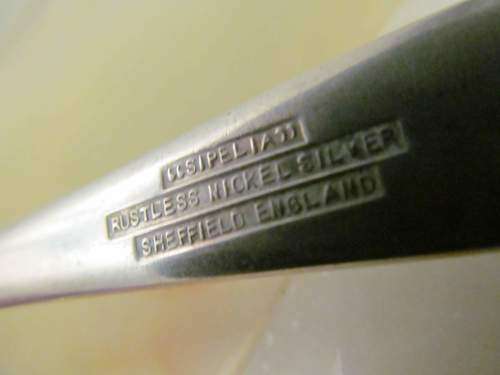 "SIPELIA"
RUSTLESS NICKEL SILVER
SHEFFIELD ENGLAND